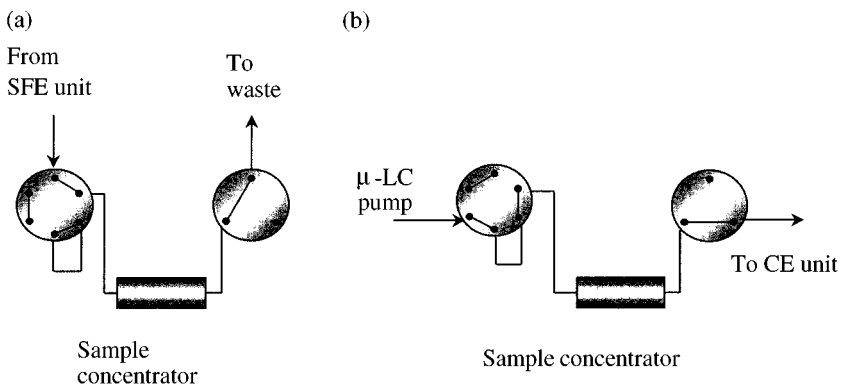 (a)
From
SFE unit
To
waste
Sample
concentrator
(b)
μ-LC
pump
To CE unit
Sample concentrator